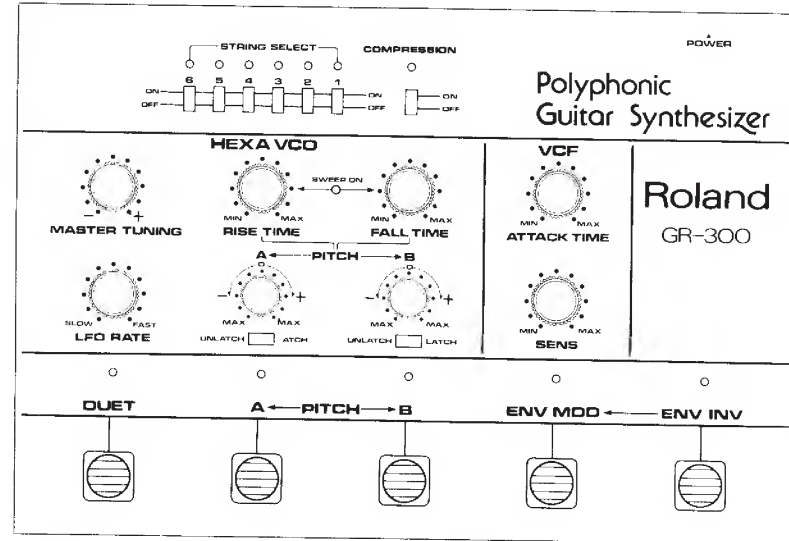 STRING SELECT
COMPRESSION
POWER
6 5 4 3 2 1
ON ON ON
OFF OFF OFF
Polyphonic
Guitar Synthesizer
HEXA VCO
VCF
SWEEP ON
MIN MAX MIN MAX MIN MAX
MASTER TUNING RISE TIME FALL TIME ATTACK TIME
Roland
GR-300
A PITCH B
- + - + - +
SLOW FAST MAX MAX MAX MAX MIN MAX
LFO RATE UNLATCH ATCH UNLATCH LATCH SENS
DUET A PITCH B ENV MOD ENV INV